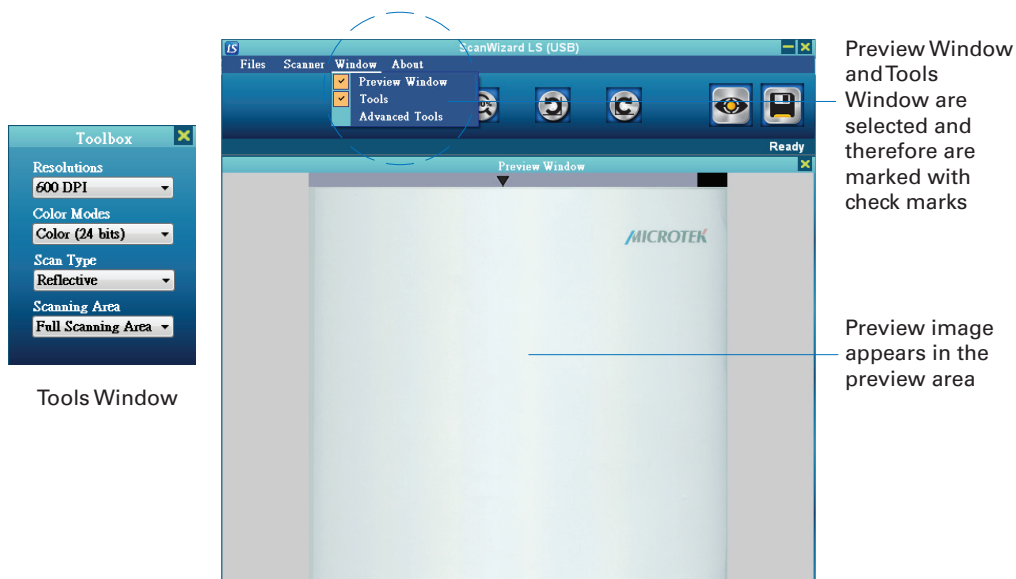 LS
ScanWizard LS (USB)
Files Scanner Window About
Preview Window
Tools
Advanced Tools
Ready
Preview Window
MICROTEK
Toolbox
Resolutions
600 DPI
Color Modes
Color (24 bits)
Scan Type
Reflective
Scanning Area
Full Scanning Area
Tools Window
Preview Window
and Tools
Window are
selected and
therefore are
marked with
check marks
Preview image
appears in the
preview area